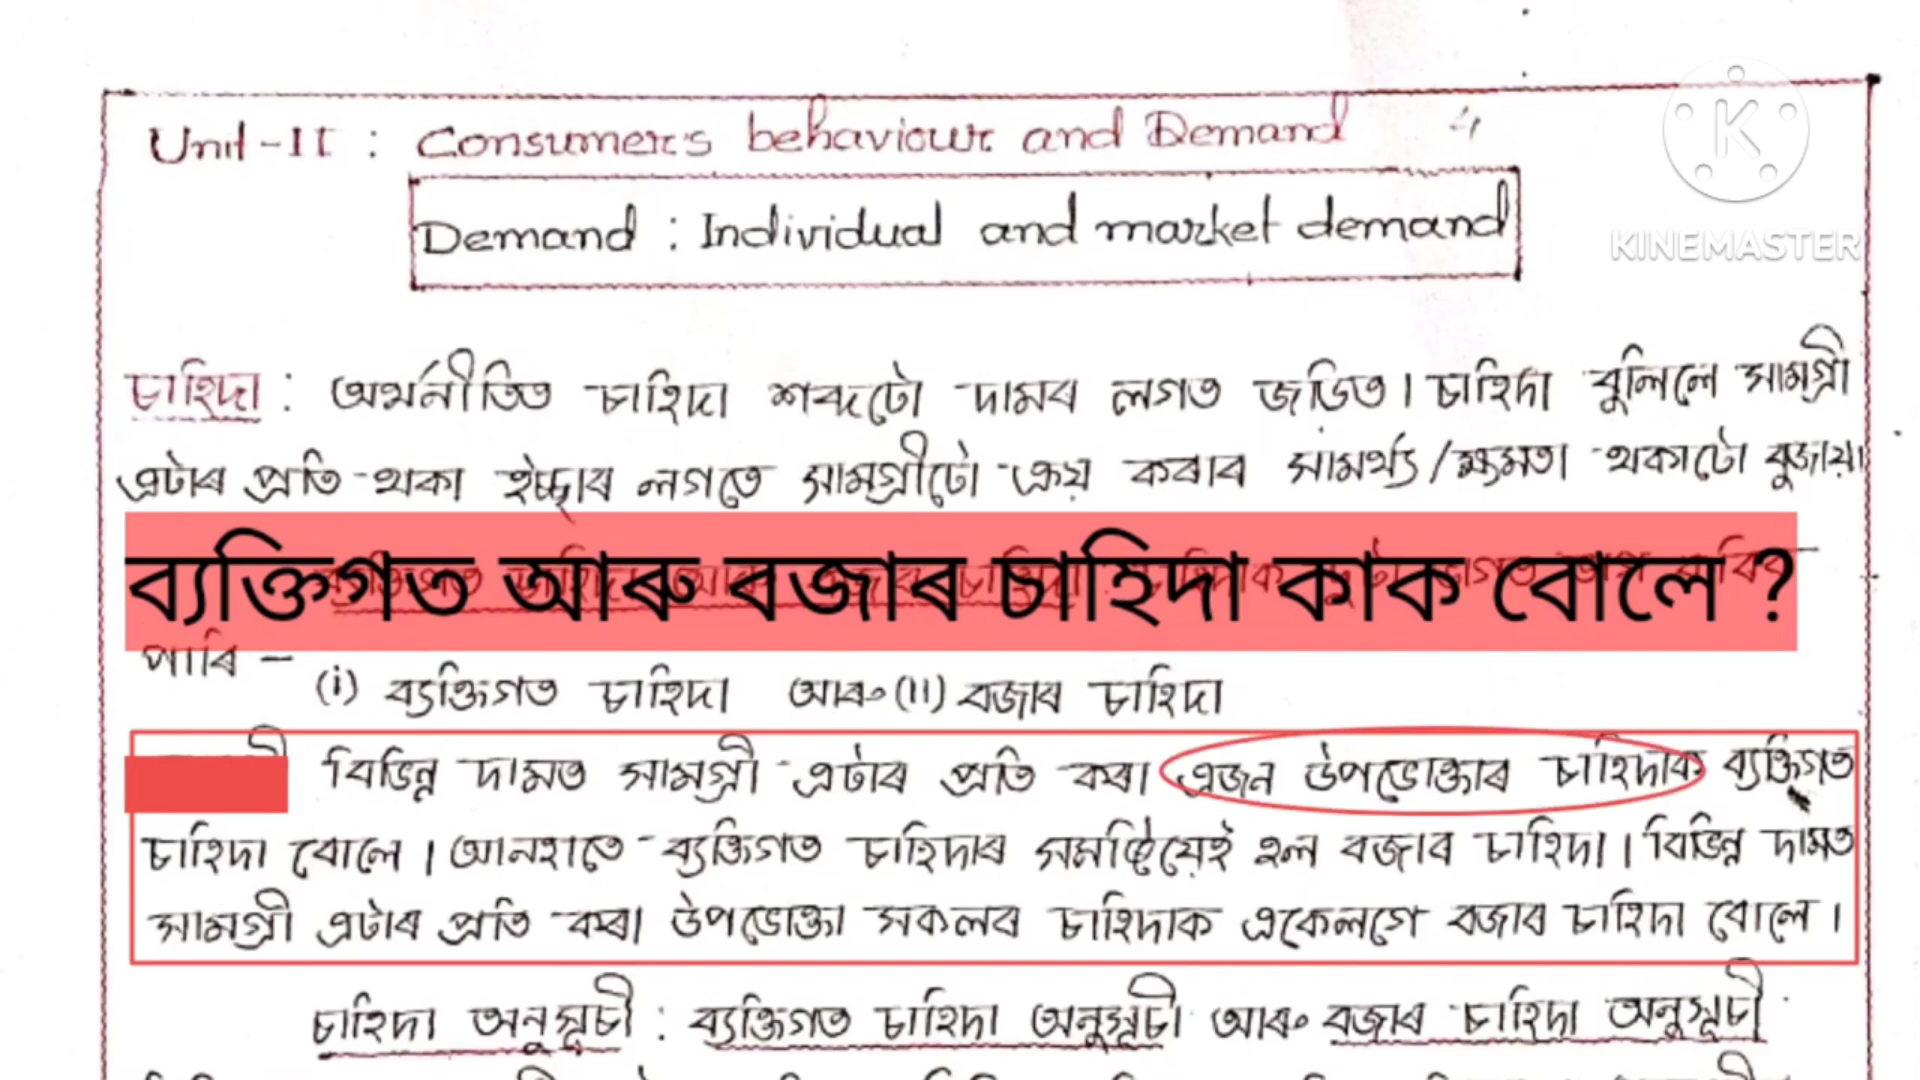 Unit-II : Consumer's behaviour and Demand
KINEMASTER
Demand : Individual and market demand
চাহিদা : অৰ্থনীতিত চাহিদা শব্দটো দামৰ লগত জড়িত। চাহিদা বুলিলে সামগ্ৰী
এটাৰ প্ৰতি থকা ইচ্ছাৰ লগতে সামগ্ৰীটো ক্ৰয় কৰাৰ সামৰ্থ্য/ক্ষমতা থকাটো বুজায়।
ব্যক্তিগত আৰু বজাৰ চাহিদা কাক বোলে ?
পাৰি –
(i) ব্যক্তিগত চাহিদা আৰু (II) বজাৰ চাহিদা
বিভিন্ন দামত সামগ্ৰী এটাৰ প্ৰতি কৰা এজন উপভোক্তাৰ চাহিদাক ব্যক্তিগত
চাহিদা বোলে। আনহাতে ব্যক্তিগত চাহিদাৰ সমষ্টিয়েই হল বজাৰ চাহিদা। বিভিন্ন দামত
সামগ্ৰী এটাৰ প্ৰতি কৰা উপভোক্তা সকলৰ চাহিদাক একেলগে বজাৰ চাহিদা বোলে।
চাহিদা অনুসূচী : ব্যক্তিগত চাহিদা অনুসূচী আৰু বজাৰ চাহিদা অনুসূচী